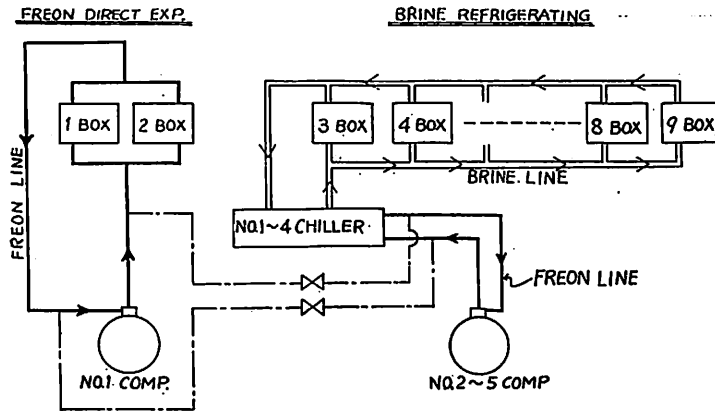 FREON DIRECT EXP.
BRINE REFRIGERATING
1 BOX
2 BOX
3 BOX
4 BOX
8 BOX
9 BOX
FREON LINE
BRINE. LINE
NO.1~4 CHILLER
FREON LINE
NO.1 COMP.
NO.2~5 COMP